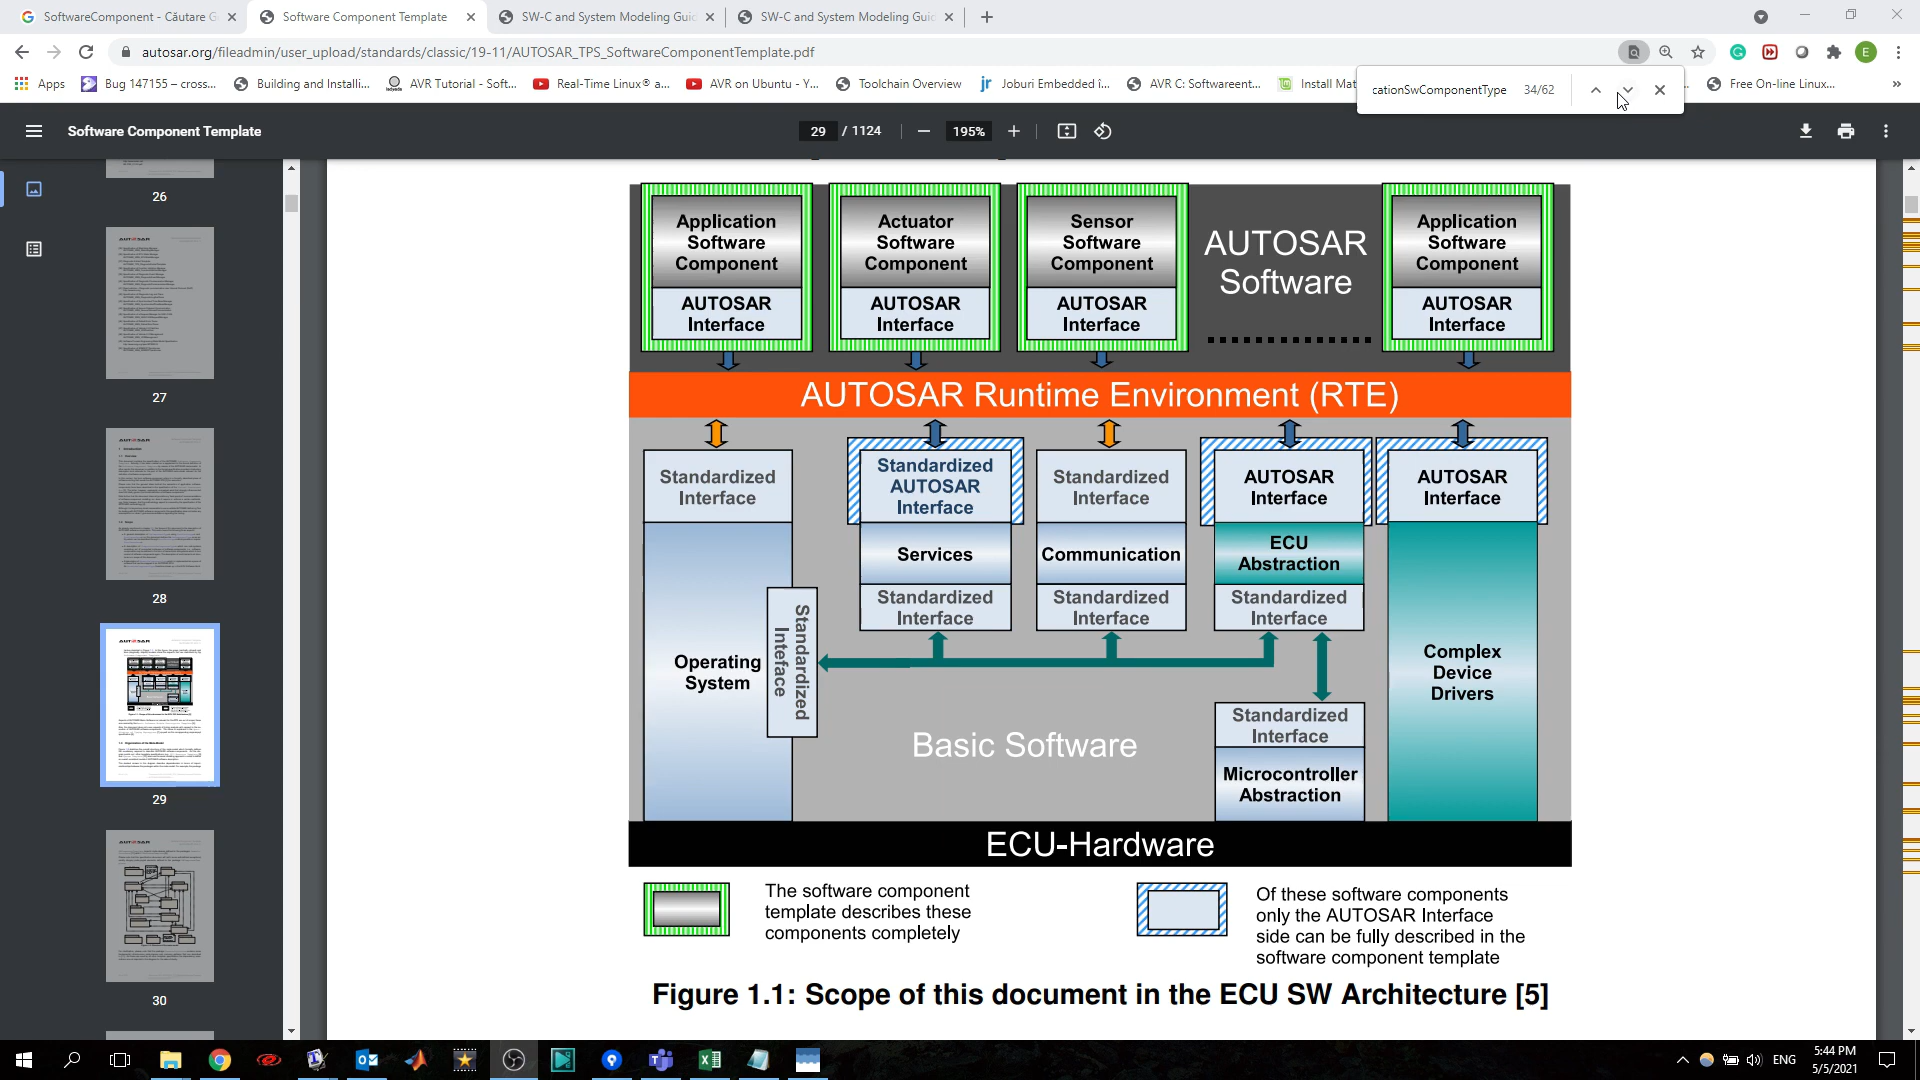 SoftwareComponent - Căutare G
Software Component Template
SW-C and System Modeling Guid
SW-C and System Modeling Guid
autosar.org/fileadmin/user_upload/standards/classic/19-11/AUTOSAR_TPS_SoftwareComponentTemplate.pdf
E
Apps
Bug 147155 – cross...
Building and Installi...
AVR Tutorial - Soft...
Real-Time Linux® a...
AVR on Ubuntu - Y...
Toolchain Overview
jr
Joburi Embedded î...
AVR C: Softwareent...
Install Mat
Free On-line Linux...
cationSwComponentType
34/62
Software Component Template
29 / 1124
195%
26
27
28
29
30
Application
Software
Component
AUTOSAR
Interface
Actuator
Software
Component
AUTOSAR
Interface
Sensor
Software
Component
AUTOSAR
Interface
AUTOSAR
Software
Application
Software
Component
AUTOSAR
Interface
AUTOSAR Runtime Environment (RTE)
Standardized
Interface
Standardized
AUTOSAR
Interface
Standardized
Interface
AUTOSAR
Interface
AUTOSAR
Interface
Services
Communication
ECU
Abstraction
Standardized
Interface
Standardized
Interface
Standardized
Interface
Operating
System
Standardized
Inteface
Complex
Device
Drivers
Basic Software
Standardized
Interface
Microcontroller
Abstraction
ECU-Hardware
The software component
template describes these
components completely
Of these software components
only the AUTOSAR Interface
side can be fully described in the
software component template
Figure 1.1: Scope of this document in the ECU SW Architecture [5]
ENG
5:44 PM
5/5/2021